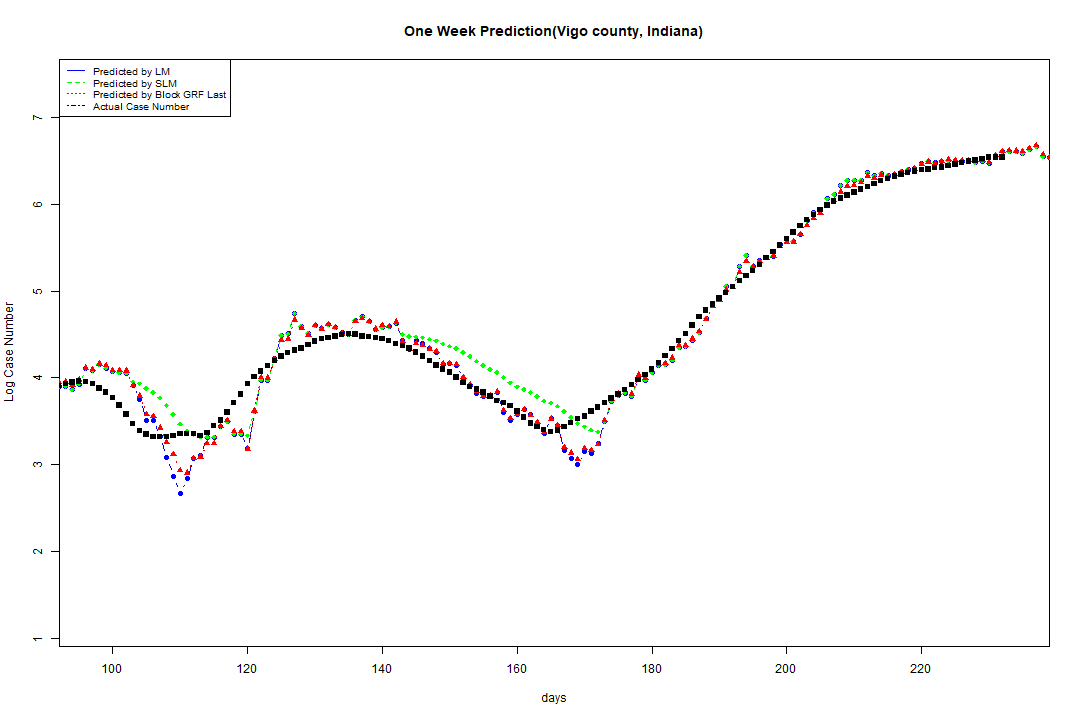 One Week Prediction(Vigo county, Indiana)
Predicted by LM
Predicted by SLM
Predicted by Block GRF Last
Actual Case Number
7
6
5
4
3
2
1
Log Case Number
100 120 140 160 180 200 220
days